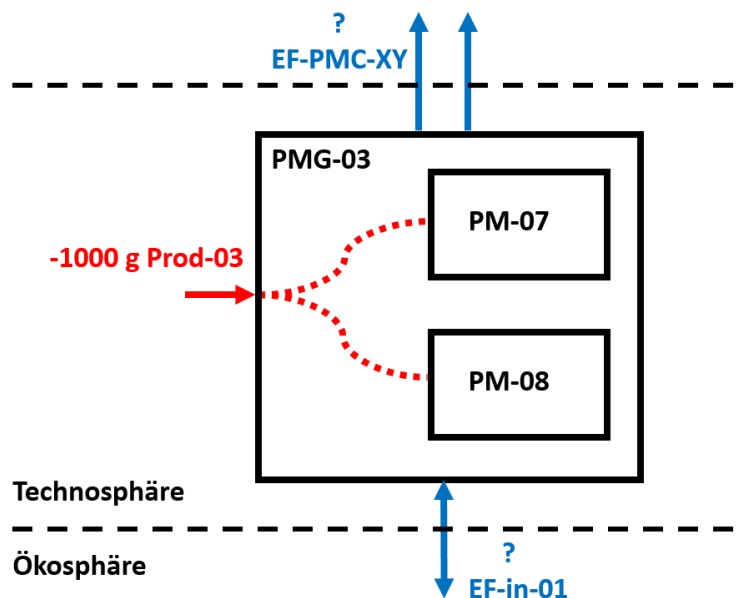 ?
EF-PMC-XY
PMG-03
PM-07
-1000 g Prod-03
PM-08
Technosphäre
Ökosphäre
?
EF-in-01